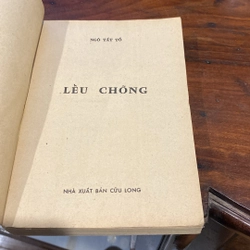 NGÔ TẤT TỐ
LỀU CHÕNG
NHÀ XUẤT BẢN CỬU LONG